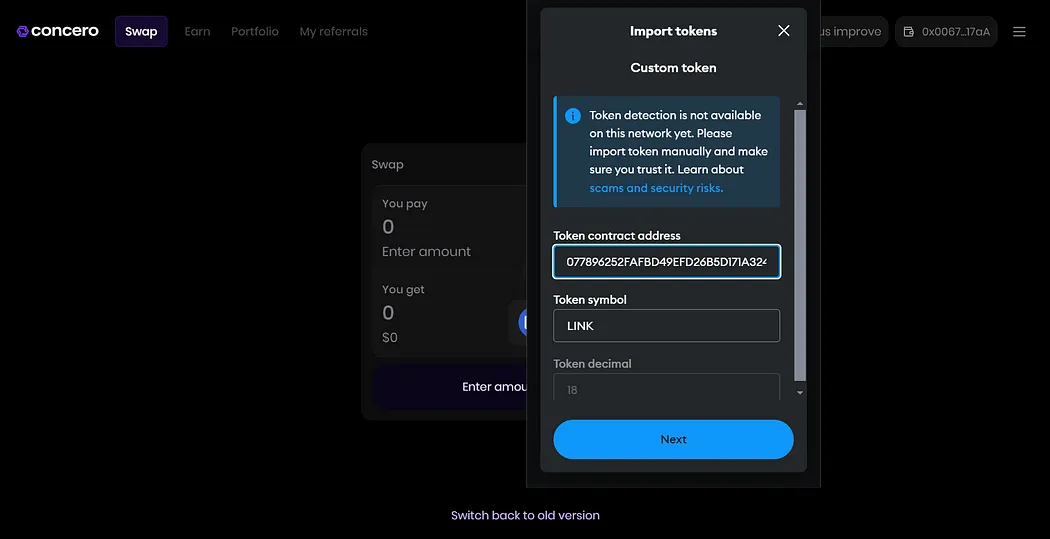 concero
Swap
Earn
Portfolio
My referrals
us improve
0x0067...17aA
Swap
You pay
0
Enter amount
You get
0
$0
Enter amou
Import tokens
Custom token
Token detection is not available
on this network yet. Please
import token manually and make
sure you trust it. Learn about
scams and security risks.
Token contract address
077896252FAFBD49EFD26B5D171A324
Token symbol
LINK
Token decimal
18
Next
Switch back to old version